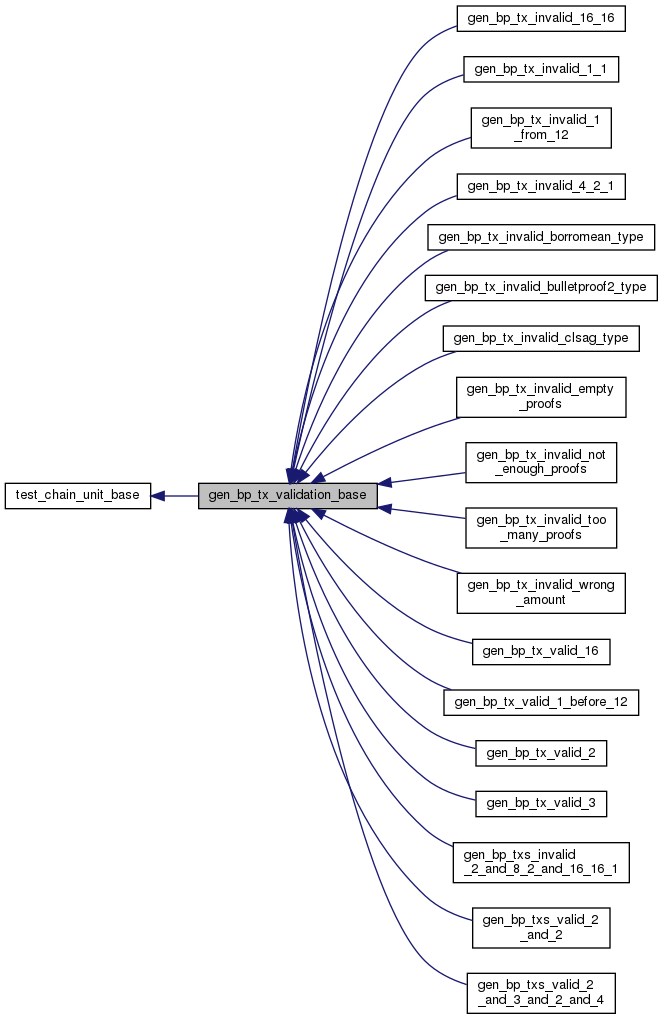 test_chain_unit_base
gen_bp_tx_validation_base
gen_bp_tx_invalid_16_16
gen_bp_tx_invalid_1_1
gen_bp_tx_invalid_1
_from_12
gen_bp_tx_invalid_4_2_1
gen_bp_tx_invalid_borromean_type
gen_bp_tx_invalid_bulletproof2_type
gen_bp_tx_invalid_clsag_type
gen_bp_tx_invalid_empty
_proofs
gen_bp_tx_invalid_not
_enough_proofs
gen_bp_tx_invalid_too
_many_proofs
gen_bp_tx_invalid_wrong
_amount
gen_bp_tx_valid_16
gen_bp_tx_valid_1_before_12
gen_bp_tx_valid_2
gen_bp_tx_valid_3
gen_bp_txs_invalid
_2_and_8_2_and_16_16_1
gen_bp_txs_valid_2
_and_2
gen_bp_txs_valid_2
_and_3_and_2_and_4